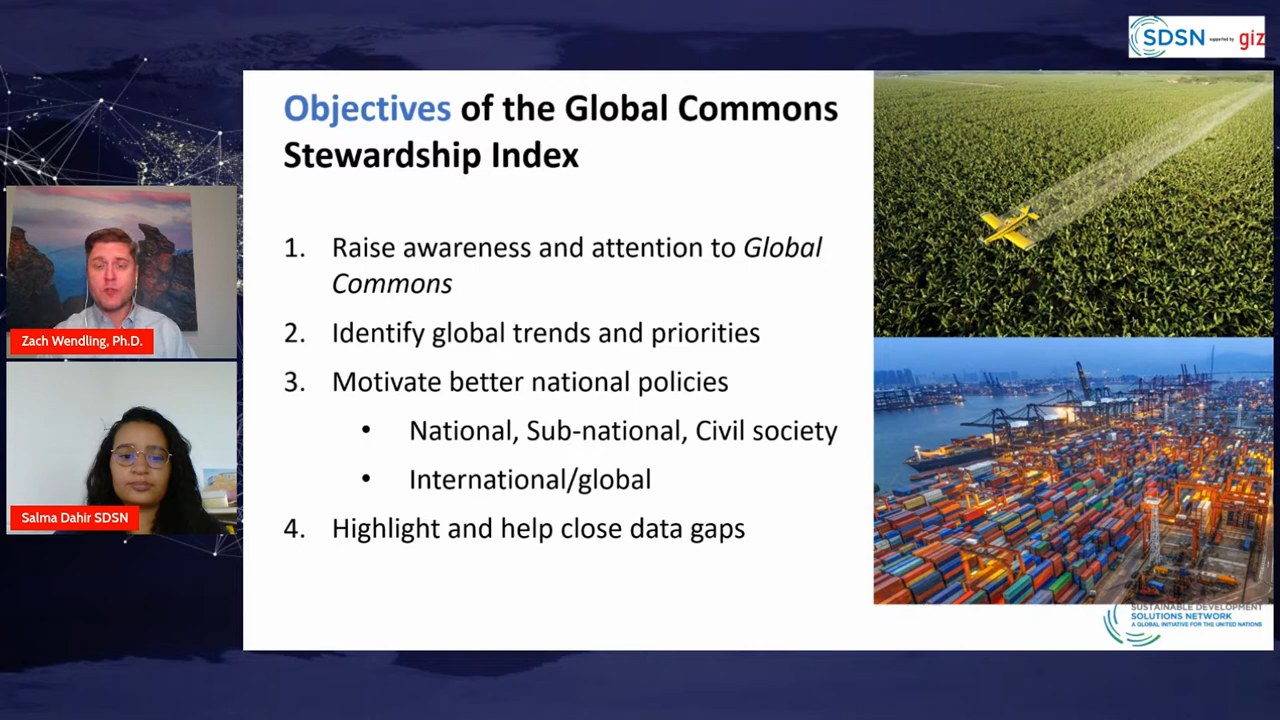 SDSN supported by giz
Objectives of the Global Commons
Stewardship Index
1. Raise awareness and attention to Global
Commons
2. Identify global trends and priorities
3. Motivate better national policies
• National, Sub-national, Civil society
• International/global
4. Highlight and help close data gaps
Zach Wendling, Ph.D.
Salma Dahir SDSN
SUSTAINABLE DEVELOPMENT
SOLUTIONS NETWORK
A GLOBAL INITIATIVE FOR THE UNITED NATIONS